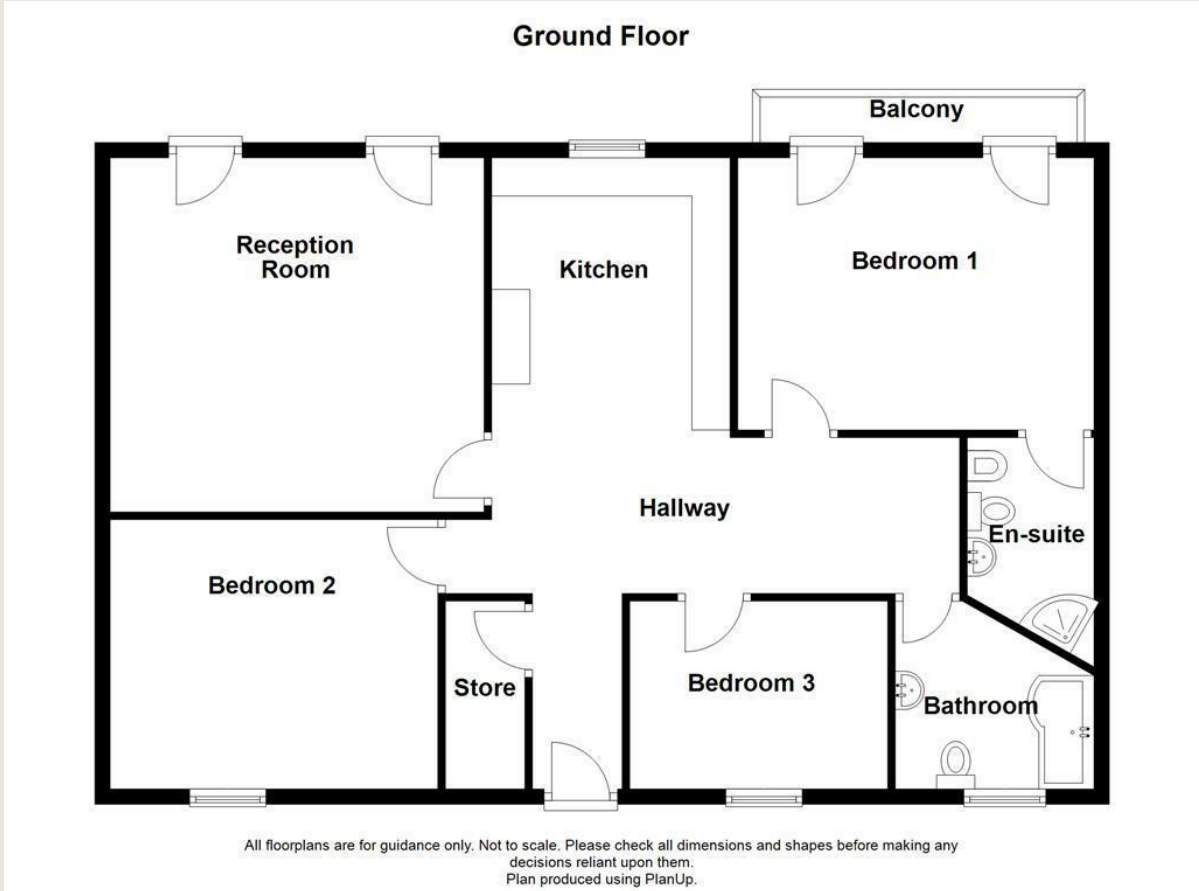 Ground Floor
Balcony
Reception
Room
Kitchen
Bedroom 1
Hallway
En-suite
Bedroom 2
Store
Bedroom 3
Bathroom
All floorplans are for guidance only. Not to scale. Please check all dimensions and shapes before making any
decisions reliant upon them.
Plan produced using PlanUp.